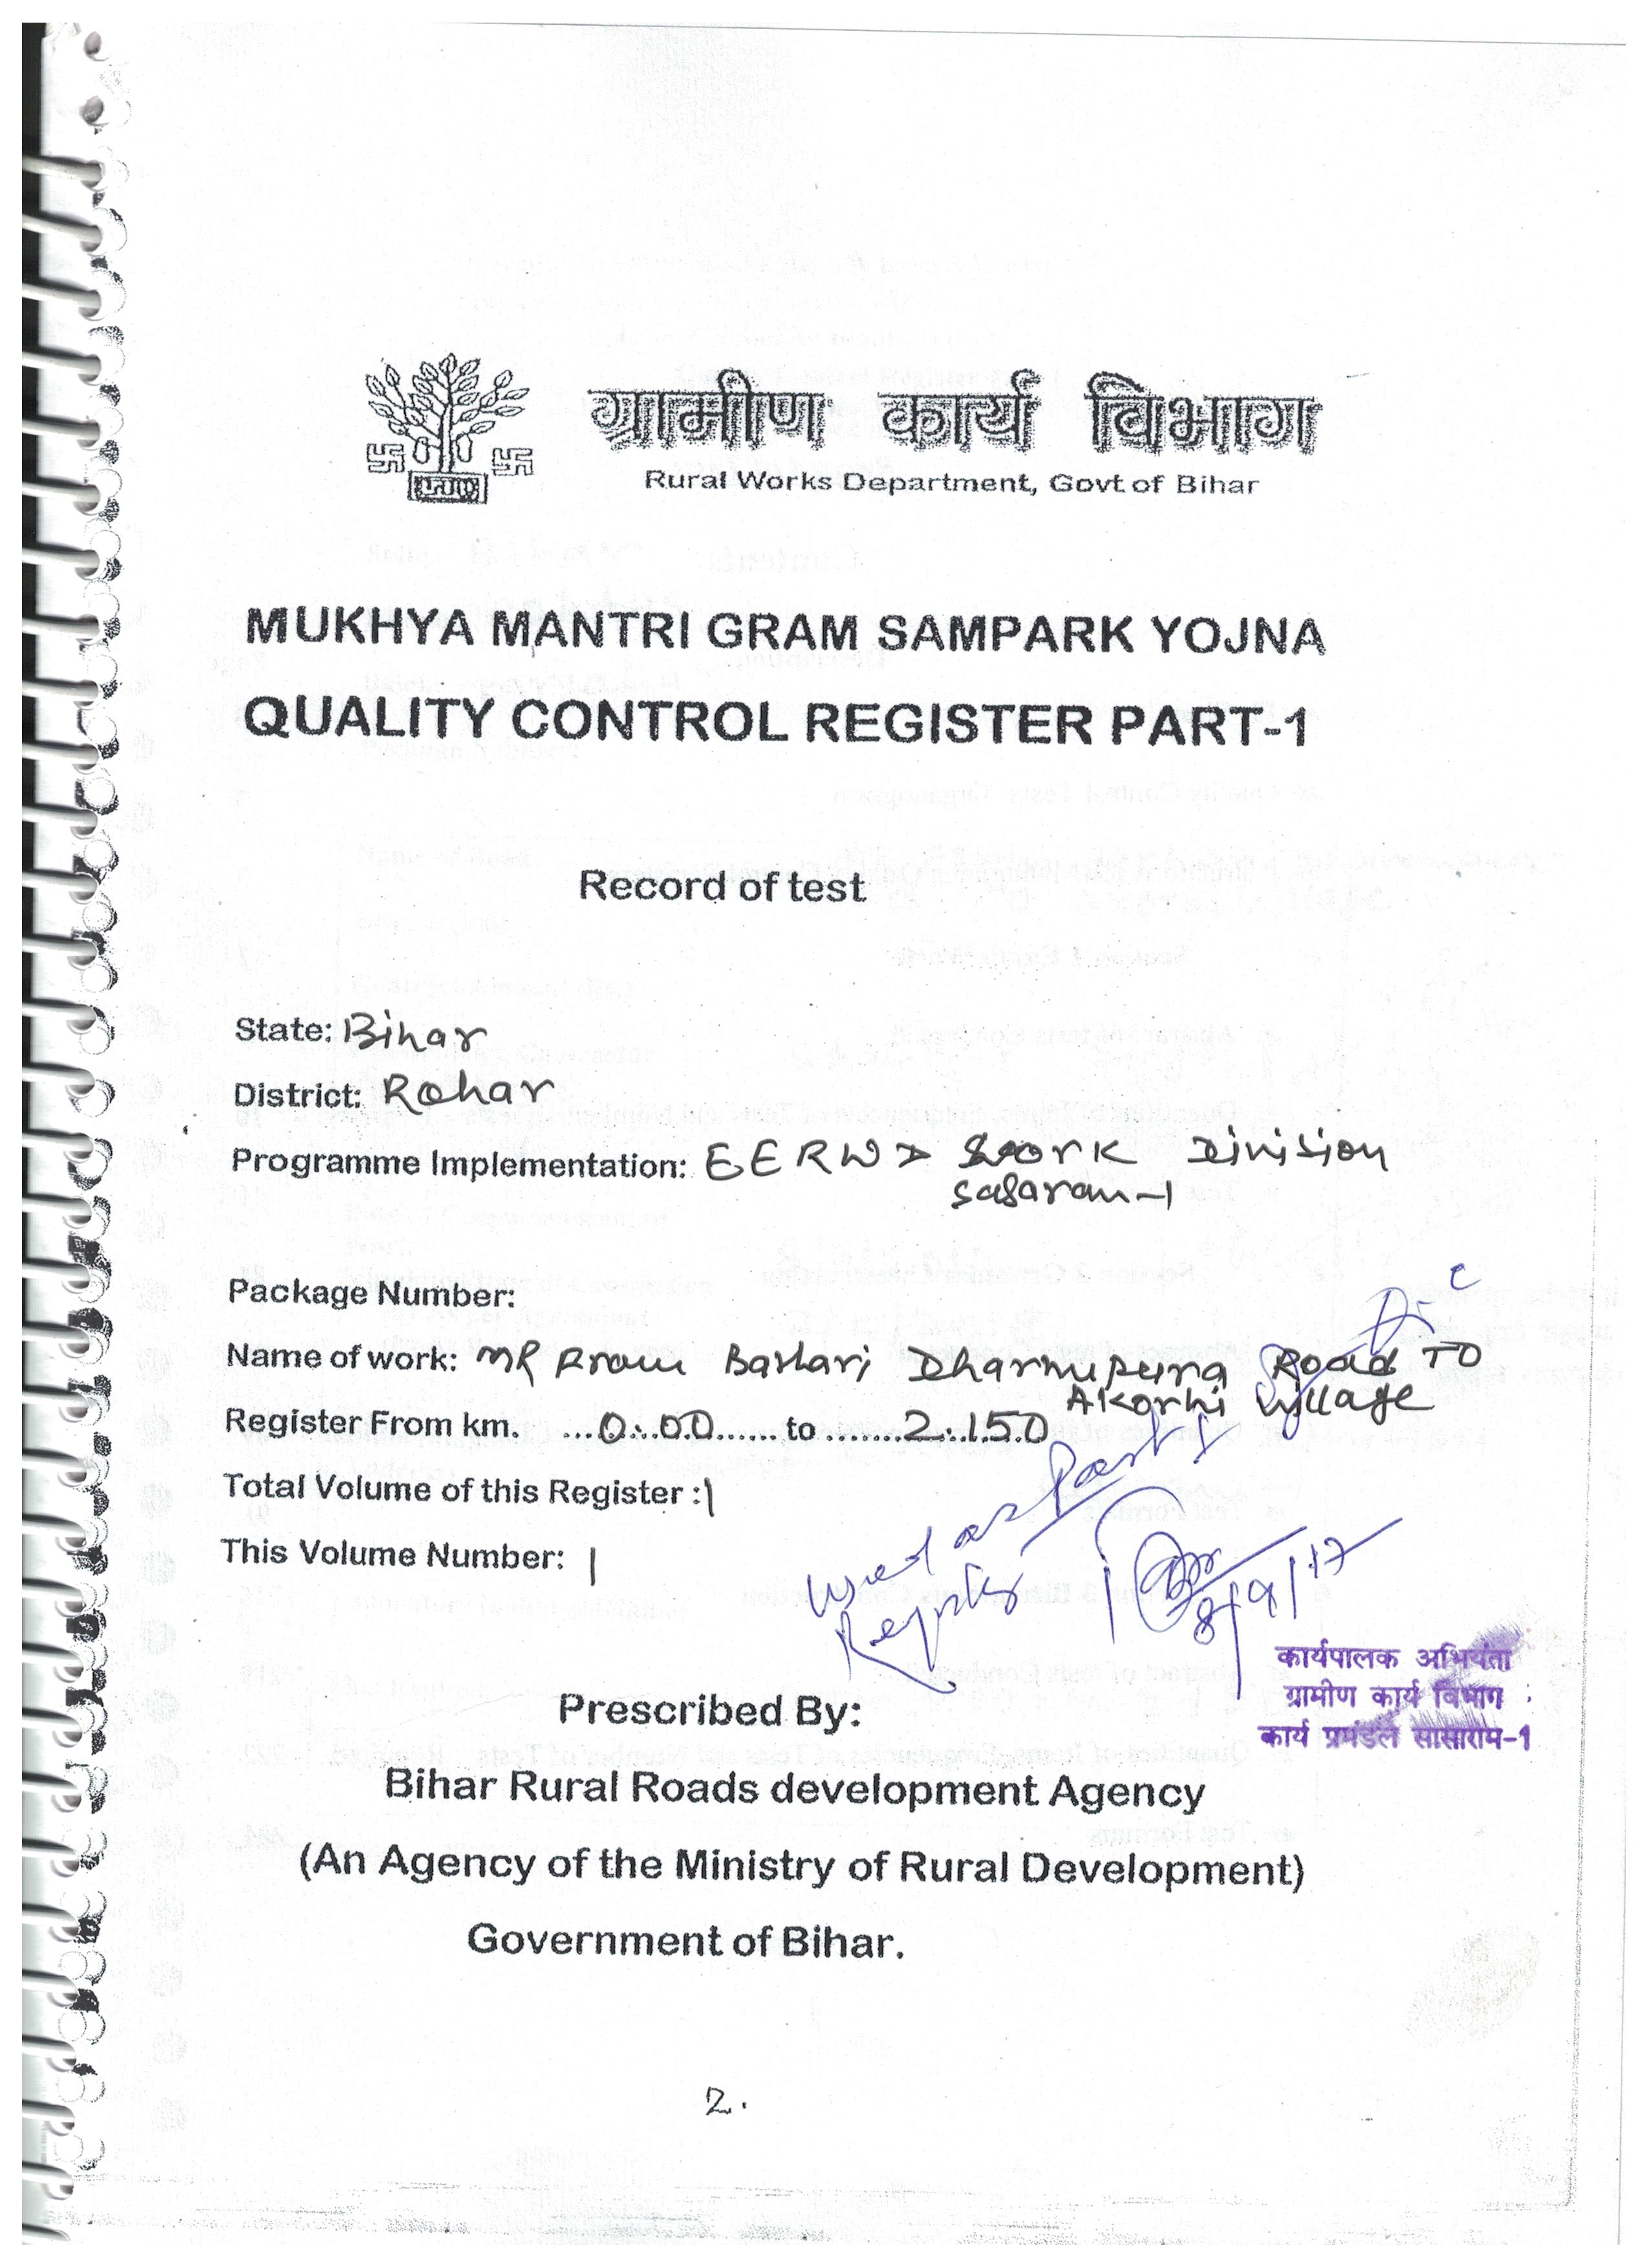 ग्रामीण कार्य विभाग
Rural Works Department, Govt of Bihar
MUKHYA MANTRI GRAM SAMPARK YOJNA
QUALITY CONTROL REGISTER PART-1
Record of test
State: Bihar
District: Rohar
Programme Implementation: EERWD Work Division
Sasaram-1
Package Number:
Name of work: MR From Bashari Dharmupura Road TO
Akorhi Village
Register From km. ...0.00...... to .......2.150
Total Volume of this Register :1
This Volume Number: 1
Used as Part I
Register
8/9/17
कार्यपालक अभियंता
ग्रामीण कार्य विभाग
कार्य प्रमंडल सासाराम-1
Prescribed By:
Bihar Rural Roads development Agency
(An Agency of the Ministry of Rural Development)
Government of Bihar.
2.